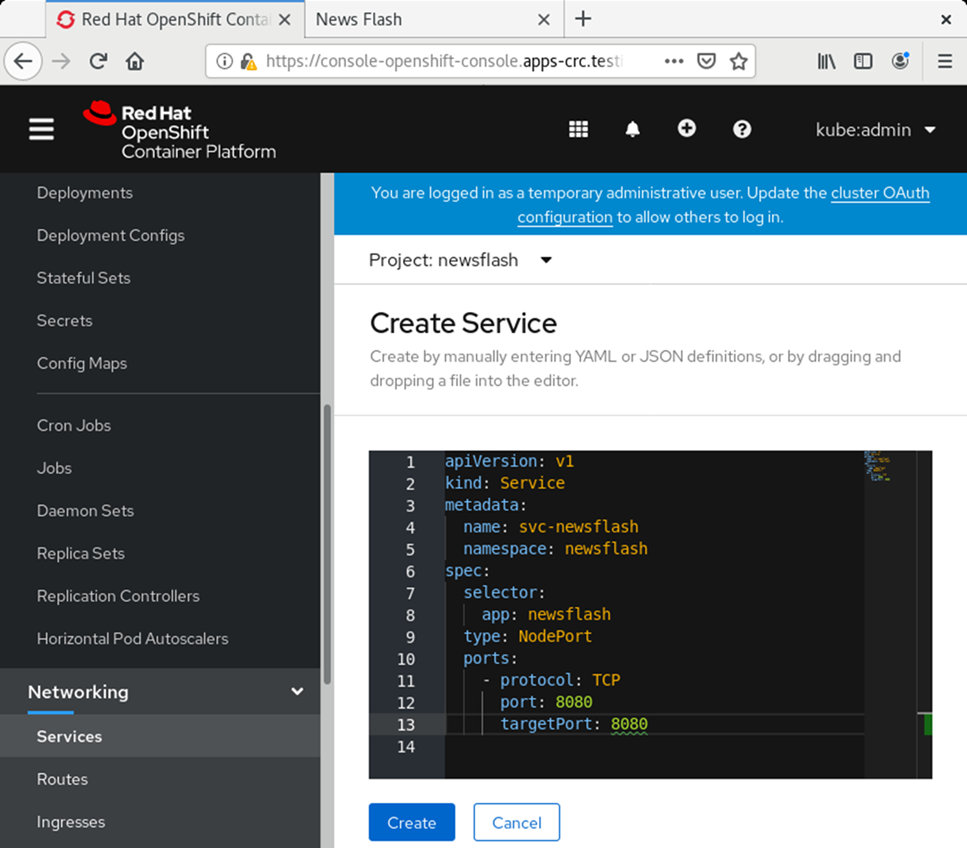 Red Hat OpenShift Conta
News Flash
https://console-openshift-console.apps-crc.testi
Red Hat
OpenShift
Container Platform
kube:admin
Deployments
Deployment Configs
Stateful Sets
Secrets
Config Maps
Cron Jobs
Jobs
Daemon Sets
Replica Sets
Replication Controllers
Horizontal Pod Autoscalers
Networking
Services
Routes
Ingresses
You are logged in as a temporary administrative user. Update the cluster OAuth
configuration to allow others to log in.
Project: newsflash
Create Service
Create by manually entering YAML or JSON definitions, or by dragging and
dropping a file into the editor.
1 apiVersion: v1
2 kind: Service
3 metadata:
4 name: svc-newsflash
5 namespace: newsflash
6 spec:
7 selector:
8 app: newsflash
9 type: NodePort
10 ports:
11 - protocol: TCP
12 port: 8080
13 targetPort: 8080
14
Create
Cancel